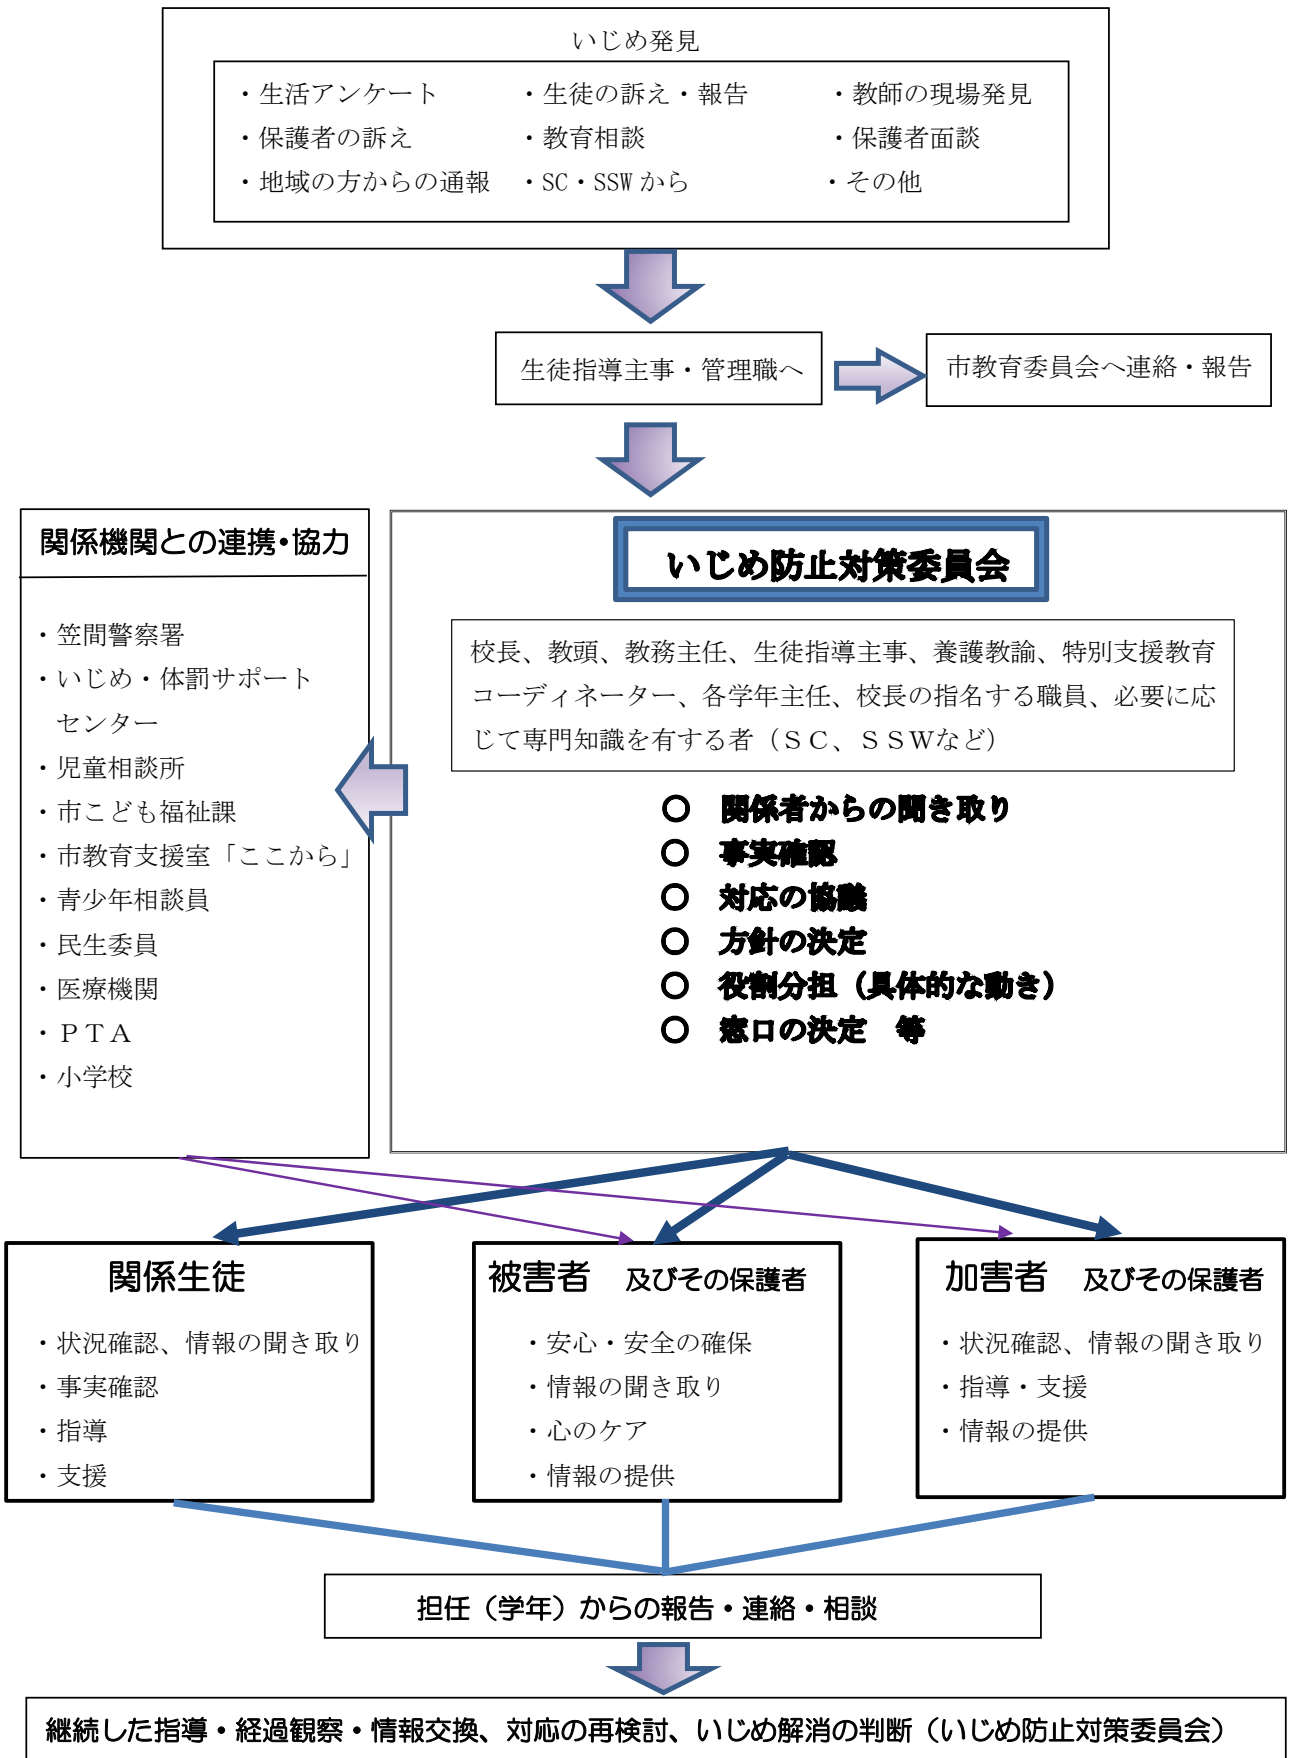 いじめ発見
・生活アンケート ・生徒の訴え・報告 ・教師の現場発見
・保護者の訴え ・教育相談 ・保護者面談
・地域の方からの通報 ・SC・SSWから ・その他
生徒指導主事・管理職へ
市教育委員会へ連絡・報告
関係機関との連携・協力
・笠間警察署
・いじめ・体罰サポート
センター
・児童相談所
・市こども福祉課
・市教育支援室「ここから」
・青少年相談員
・民生委員
・医療機関
・ＰＴＡ
・小学校
いじめ防止対策委員会
校長、教頭、教務主任、生徒指導主事、養護教諭、特別支援教育
コーディネーター、各学年主任、校長の指名する職員、必要に応
じて専門知識を有する者（ＳＣ、ＳＳＷなど）
○ 関係者からの聞き取り
○ 事実確認
○ 対応の協議
○ 方針の決定
○ 役割分担（具体的な動き）
○ 窓口の決定 等
関係生徒
・状況確認、情報の聞き取り
・事実確認
・指導
・支援
被害者 及びその保護者
・安心・安全の確保
・情報の聞き取り
・心のケア
・情報の提供
加害者 及びその保護者
・状況確認、情報の聞き取り
・指導・支援
・情報の提供
担任（学年）からの報告・連絡・相談
継続した指導・経過観察・情報交換、対応の再検討、いじめ解消の判断（いじめ防止対策委員会）